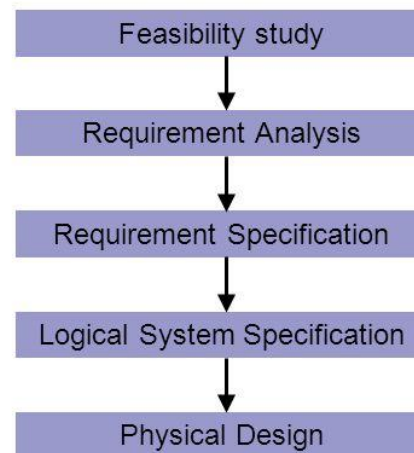 Feasibility study
Requirement Analysis
Requirement Specification
Logical System Specification
Physical Design